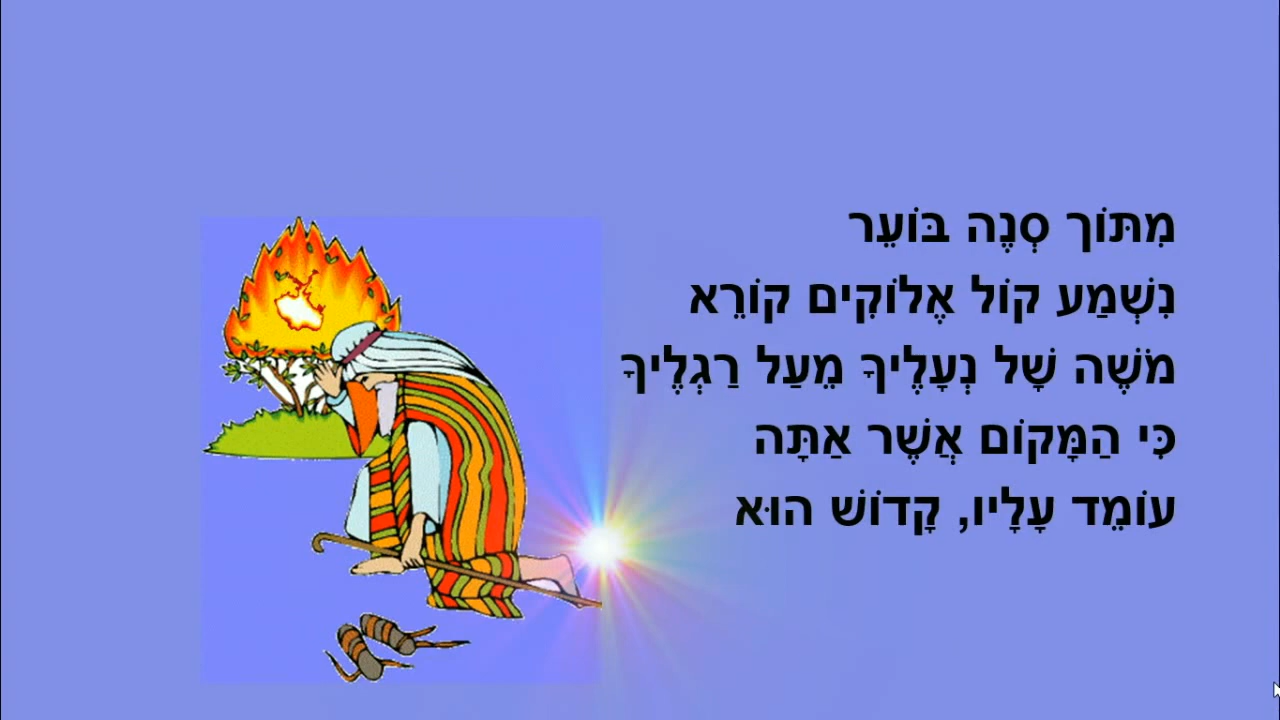 מִתּוֹך סְנֶה בּוֹעֵר
נִשְׁמַע קוֹל אֱלוֹקִים קוֹרֵא
מֹשֶׁה שָׁל נְעָלֶיךָ מֵעַל רַגְלֶיךָ
כִּי הַמָּקוֹם אֲשֶׁר אַתָּה
עוֹמֵד עָלָיו, קָדוֹשׁ הוּא